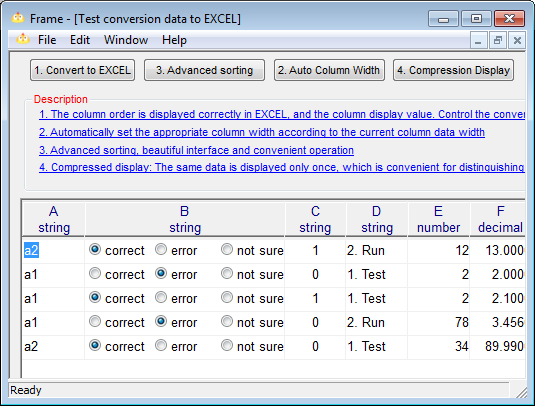 Frame - [Test conversion data to EXCEL]
File Edit Window Help
1. Convert to EXCEL 3. Advanced sorting 2. Auto Column Width 4. Compression Display
Description
1. The column order is displayed correctly in EXCEL, and the column display value. Control the conver
2. Automatically set the appropriate column width according to the current column data width
3. Advanced sorting, beautiful interface and convenient operation
4. Compressed display: The same data is displayed only once, which is convenient for distinguishing
A B C D E F
string string string string number decimal
a2 correct error not sure 1 2. Run 12 13.000
a1 correct error not sure 0 1. Test 2 2.000
a1 correct error not sure 1 1. Test 2 2.100
a1 correct error not sure 0 2. Run 78 3.456
a2 correct error not sure 0 1. Test 34 89.990
Ready